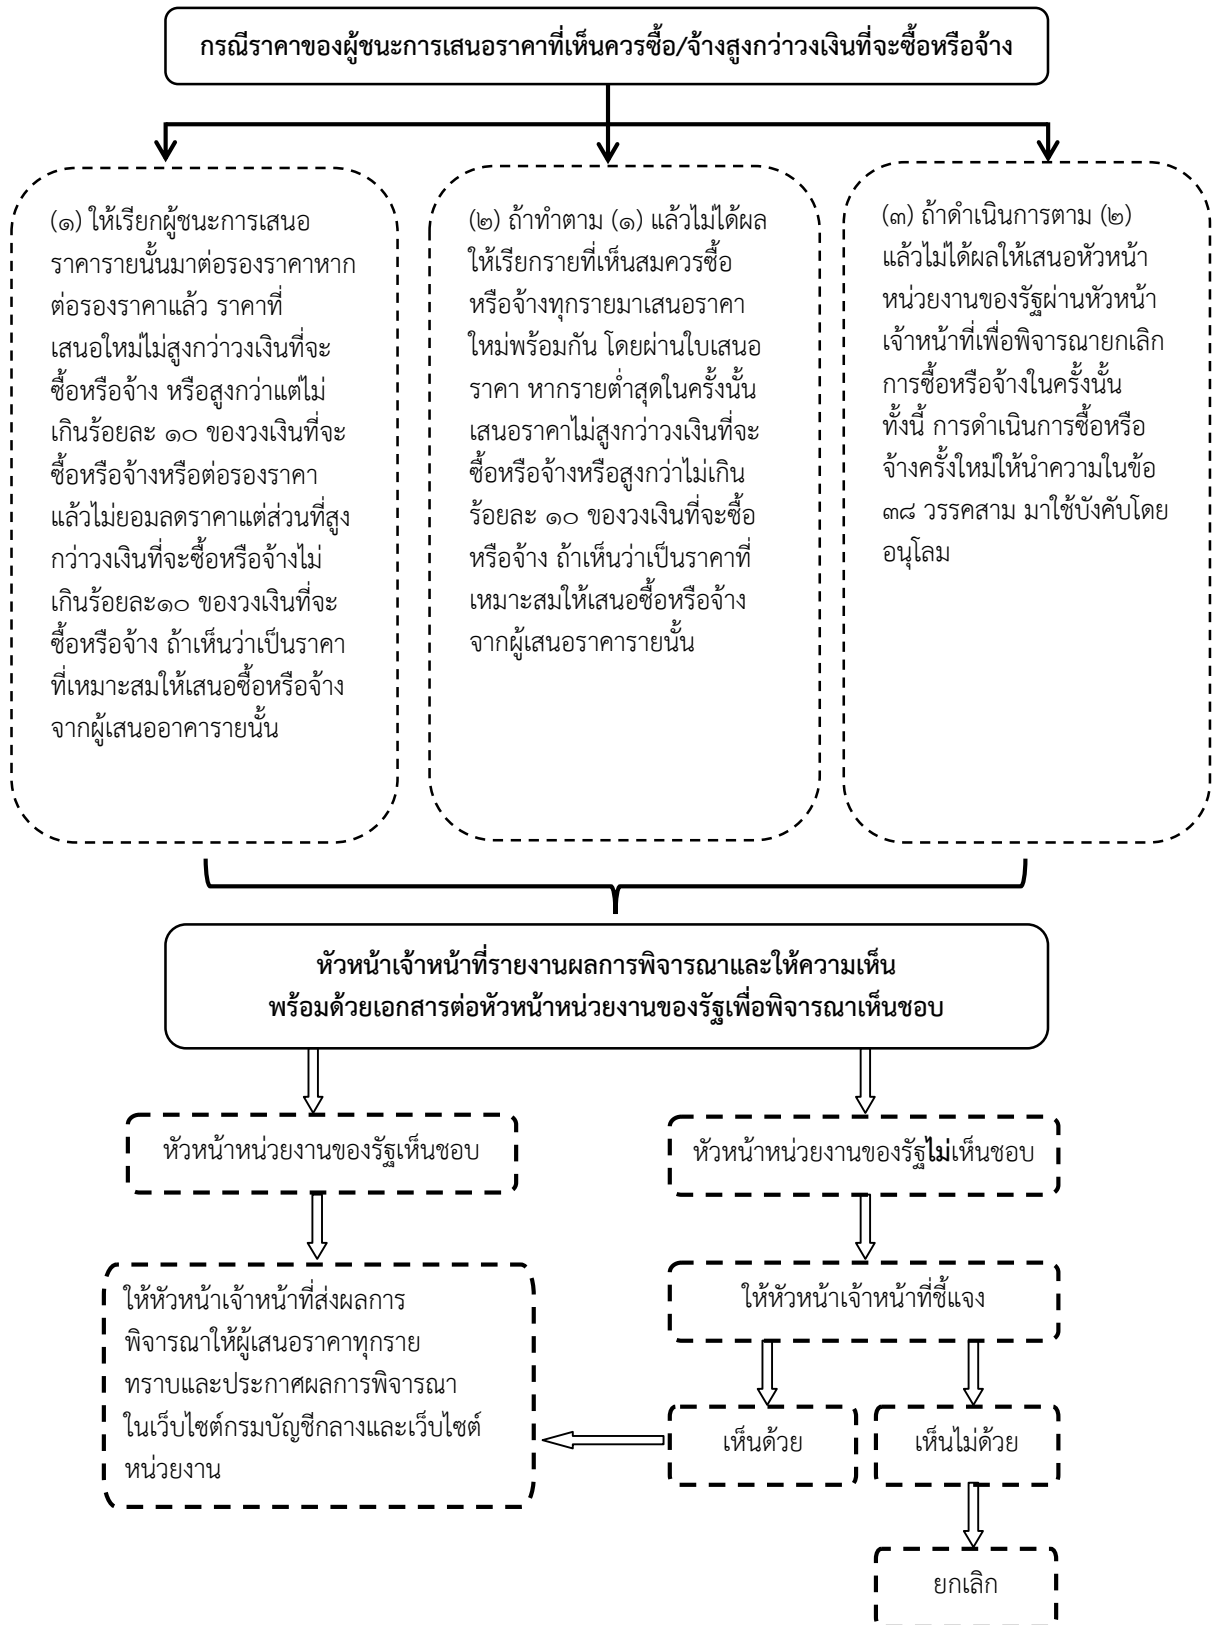 กรณีราคาของผู้ชนะการเสนอราคาที่เห็นควรซื้อ/จ้างสูงกว่าวงเงินที่จะซื้อหรือจ้าง
(๑) ให้เรียกผู้ชนะการเสนอ
ราคารายนั้นมาต่อรองราคาหาก
ต่อรองราคาแล้ว ราคาที่
เสนอใหม่ไม่สูงกว่าวงเงินที่จะ
ซื้อหรือจ้าง หรือสูงกว่าแต่ไม่
เกินร้อยละ ๑๐ ของวงเงินที่จะ
ซื้อหรือจ้างหรือต่อรองราคา
แล้วไม่ยอมลดราคาแต่ส่วนที่สูง
กว่าวงเงินที่จะซื้อหรือจ้างไม่
เกินร้อยละ๑๐ ของวงเงินที่จะ
ซื้อหรือจ้าง ถ้าเห็นว่าเป็นราคา
ที่เหมาะสมให้เสนอซื้อหรือจ้าง
จากผู้เสนออาคารายนั้น
(๒) ถ้าทำตาม (๑) แล้วไม่ได้ผล
ให้เรียกรายที่เห็นสมควรซื้อ
หรือจ้างทุกรายมาเสนอราคา
ใหม่พร้อมกัน โดยผ่านใบเสนอ
ราคา หากรายต่ำสุดในครั้งนั้น
เสนอราคาไม่สูงกว่าวงเงินที่จะ
ซื้อหรือจ้างหรือสูงกว่าไม่เกิน
ร้อยละ ๑๐ ของวงเงินที่จะซื้อ
หรือจ้าง ถ้าเห็นว่าเป็นราคาที่
เหมาะสมให้เสนอซื้อหรือจ้าง
จากผู้เสนอราคารายนั้น
(๓) ถ้าดำเนินการตาม (๒)
แล้วไม่ได้ผลให้เสนอหัวหน้า
หน่วยงานของรัฐผ่านหัวหน้า
เจ้าหน้าที่เพื่อพิจารณายกเลิก
การซื้อหรือจ้างในครั้งนั้น
ทั้งนี้ การดำเนินการซื้อหรือ
จ้างครั้งใหม่ให้นำความในข้อ
๓๘ วรรคสาม มาใช้บังคับโดย
อนุโลม
หัวหน้าเจ้าหน้าที่รายงานผลการพิจารณาและให้ความเห็น
พร้อมด้วยเอกสารต่อหัวหน้าหน่วยงานของรัฐเพื่อพิจารณาเห็นชอบ
หัวหน้าหน่วยงานของรัฐเห็นชอบ
หัวหน้าหน่วยงานของรัฐไม่เห็นชอบ
ให้หัวหน้าเจ้าหน้าที่ส่งผลการ
พิจารณาให้ผู้เสนอราคาทุกราย
ทราบและประกาศผลการพิจารณา
ในเว็บไซต์กรมบัญชีกลางและเว็บไซต์
หน่วยงาน
ให้หัวหน้าเจ้าหน้าที่ชี้แจง
เห็นด้วย
เห็นไม่ด้วย
ยกเลิก